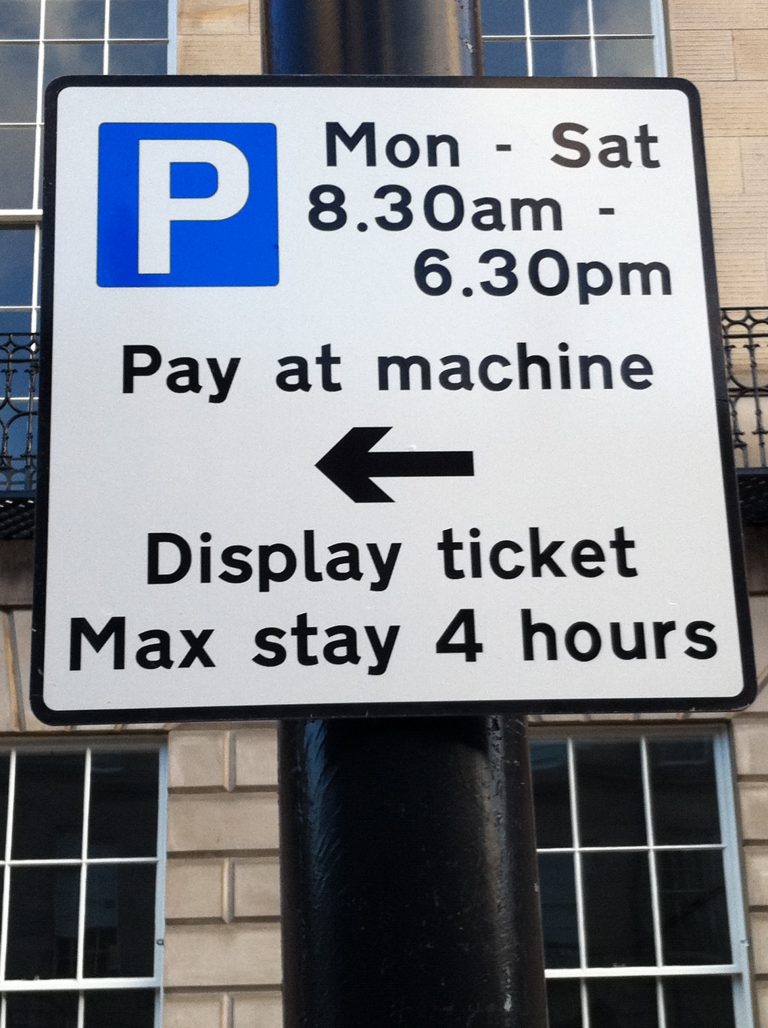 P
Mon - Sat
8.30am -
6.30pm
Pay at machine
Display ticket
Max stay 4 hours